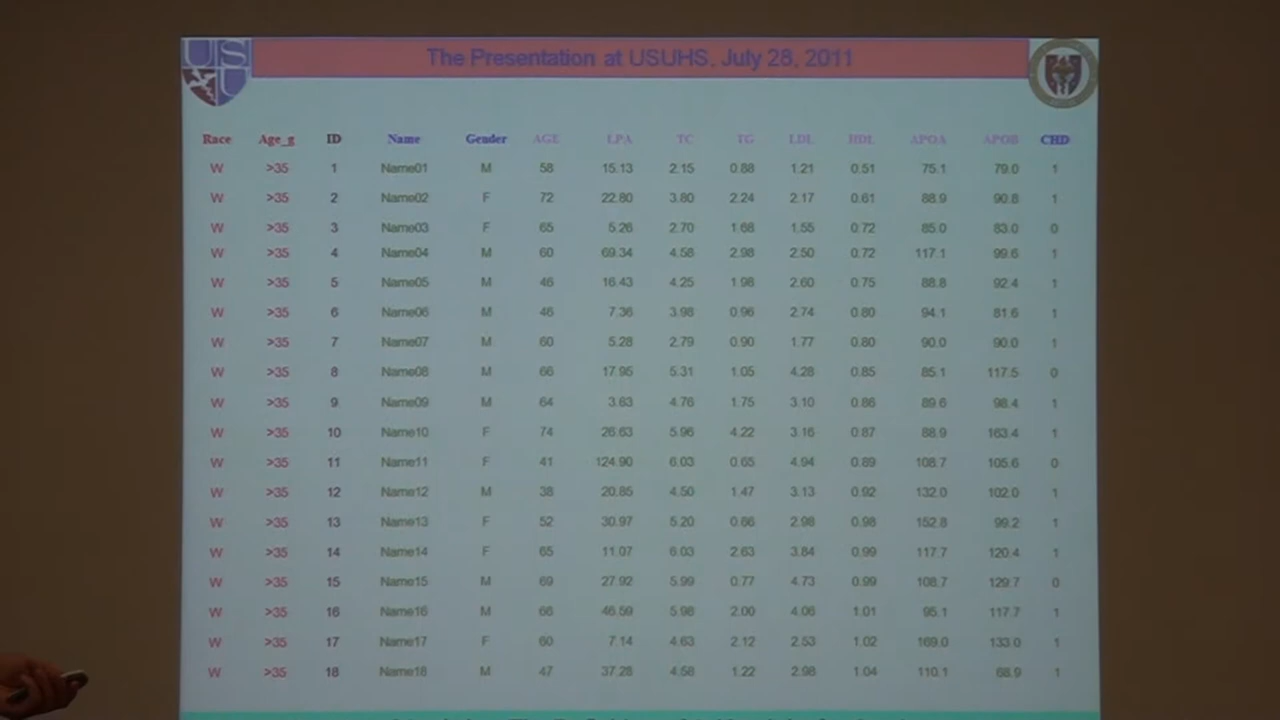 The Presentation at USUHS, July 28, 2011
USU
Race Age_g ID Name Gender AGE LPA TC TG LDL HDL APOA APOB CHD
W >35 1 Name01 M 58 15.13 2.15 0.88 1.21 0.51 75.1 79.0 1
W >35 2 Name02 F 72 22.80 3.80 2.24 2.17 0.61 88.9 90.8 1
W >35 3 Name03 F 65 5.26 2.70 1.68 1.55 0.72 85.0 83.0 0
W >35 4 Name04 M 60 69.34 4.58 2.98 2.50 0.72 117.1 99.6 1
W >35 5 Name05 M 46 16.43 4.25 1.98 2.60 0.75 88.8 92.4 1
W >35 6 Name06 M 46 7.36 3.98 0.96 2.74 0.80 94.1 81.6 1
W >35 7 Name07 M 60 5.28 2.79 0.90 1.77 0.80 90.0 90.0 1
W >35 8 Name08 M 66 17.95 5.31 1.05 4.28 0.85 85.1 117.5 0
W >35 9 Name09 M 64 3.63 4.76 1.75 3.10 0.86 89.6 98.4 1
W >35 10 Name10 F 74 26.63 5.96 4.22 3.16 0.87 88.9 163.4 1
W >35 11 Name11 F 41 124.90 6.03 0.65 4.94 0.89 108.7 105.6 0
W >35 12 Name12 M 38 20.85 4.50 1.47 3.13 0.92 132.0 102.0 1
W >35 13 Name13 F 52 30.97 5.20 0.86 2.98 0.98 152.8 99.2 1
W >35 14 Name14 F 65 11.07 6.03 2.63 3.84 0.99 117.7 120.4 1
W >35 15 Name15 M 69 27.92 5.99 0.77 4.73 0.99 108.7 129.7 0
W >35 16 Name16 M 66 46.59 5.98 2.00 4.06 1.01 95.1 117.7 1
W >35 17 Name17 F 60 7.14 4.63 2.12 2.53 1.02 169.0 133.0 1
W >35 18 Name18 M 47 37.28 4.58 1.22 2.98 1.04 110.1 68.9 1